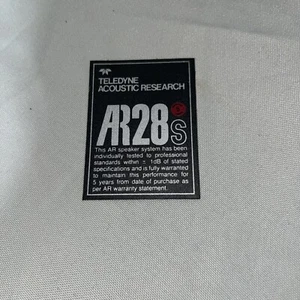 TELEDYNE
ACOUSTIC RESEARCH
AR28s
This AR speaker system has been
individually tested to professional
standards within ± 1dB of stated
specifications and is fully warranted
to maintain this performance for
5 years from date of purchase as
per AR warranty statement.